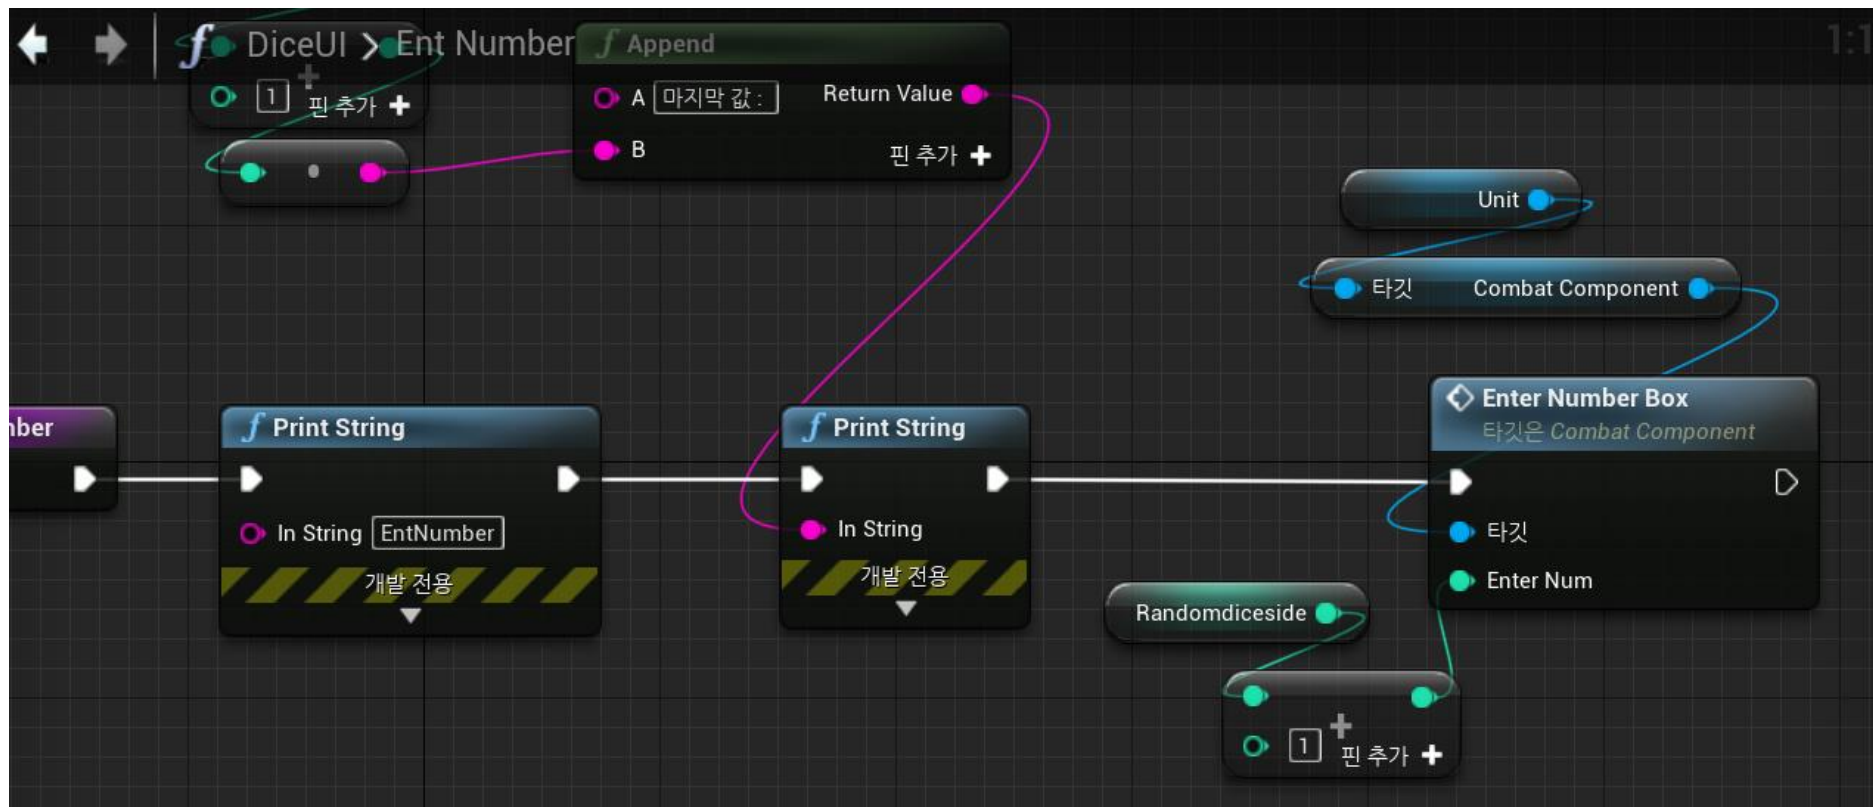 DiceUI > Ent Number
1:1
1
핀 추가
Append
A 마지막 값 :
Return Value
B
핀 추가
Unit
타깃
Combat Component
nber
Print String
In String EntNumber
개발 전용
Print String
In String
개발 전용
Enter Number Box
타깃은 Combat Component
타깃
Enter Num
Randomdiceside
1
핀 추가